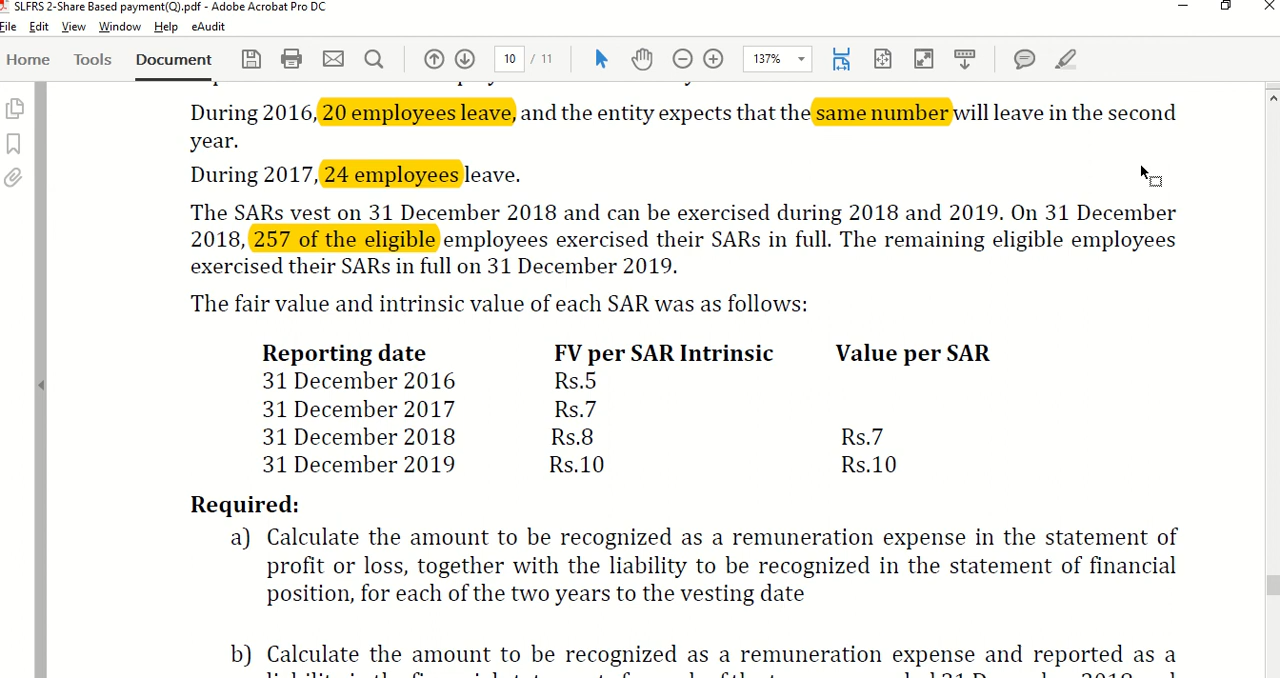 SLFRS 2-Share Based payment(Q).pdf - Adobe Acrobat Pro DC
File Edit View Window Help eAudit
Home Tools Document 10 / 11 137%
During 2016, 20 employees leave, and the entity expects that the same number will leave in the second
year.
During 2017, 24 employees leave.
The SARs vest on 31 December 2018 and can be exercised during 2018 and 2019. On 31 December
2018, 257 of the eligible employees exercised their SARs in full. The remaining eligible employees
exercised their SARs in full on 31 December 2019.
The fair value and intrinsic value of each SAR was as follows:
Reporting date FV per SAR Intrinsic Value per SAR
31 December 2016 Rs.5
31 December 2017 Rs.7
31 December 2018 Rs.8 Rs.7
31 December 2019 Rs.10 Rs.10
Required:
a) Calculate the amount to be recognized as a remuneration expense in the statement of
profit or loss, together with the liability to be recognized in the statement of financial
position, for each of the two years to the vesting date
b) Calculate the amount to be recognized as a remuneration expense and reported as a